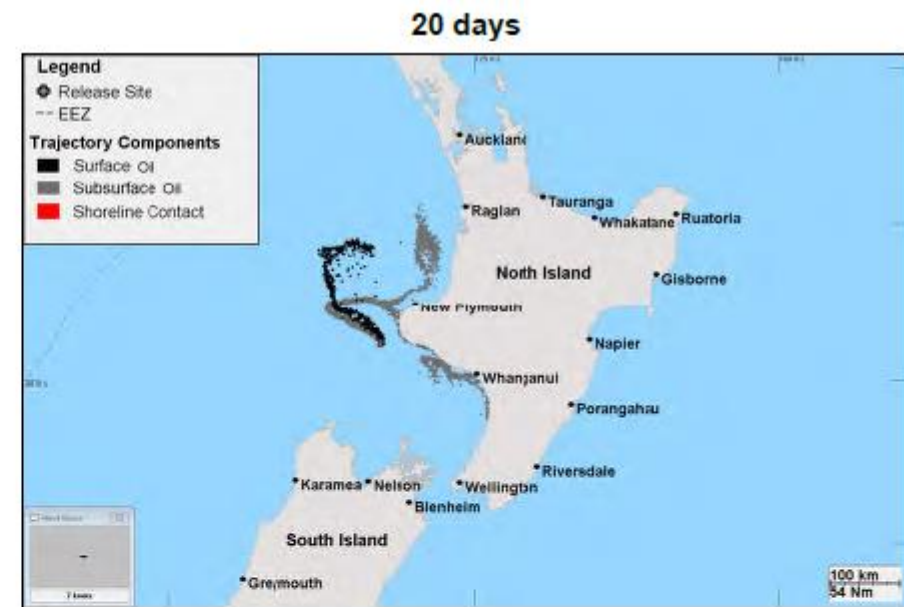 20 days
Legend
Release Site
EEZ
Trajectory Components
Surface Oil
Subsurface Oil
Shoreline Contact
Auckland
Raglan
Tauranga
Whakatane
Ruatoria
North Island
Gisborne
New Plymouth
Napier
Whanganui
Porangahau
Riversdale
Karamea
Nelson
Wellington
Blenheim
South Island
Greymouth
100 km
54 Nm